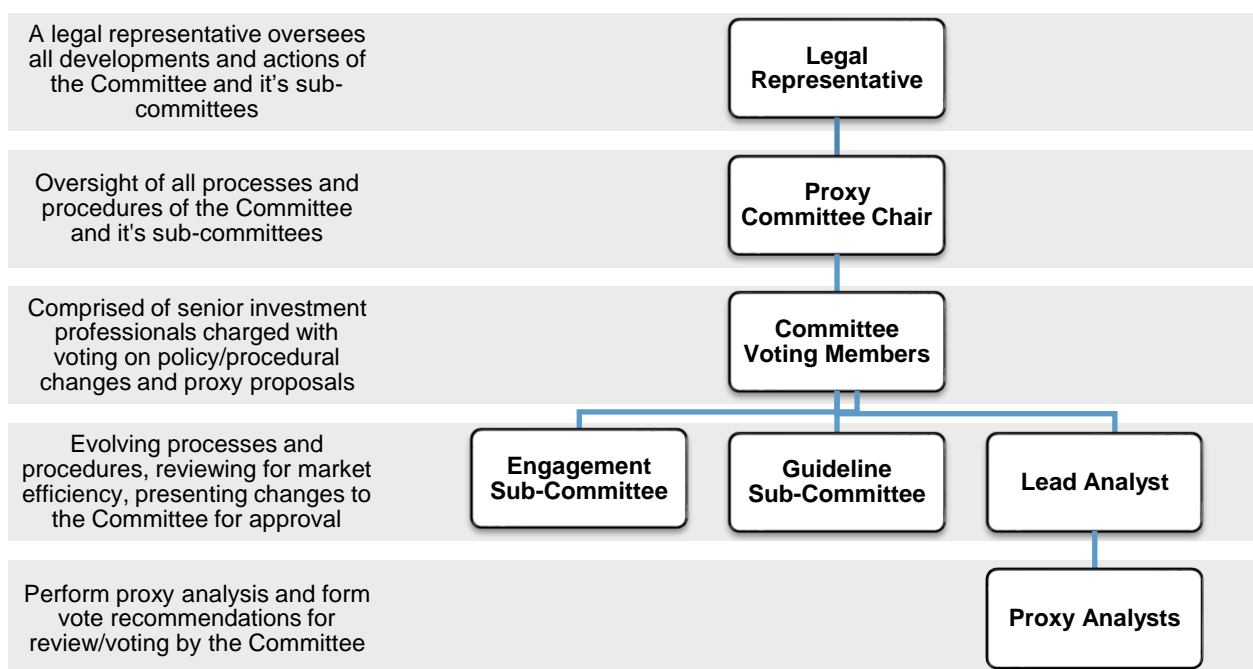 A legal representative oversees
all developments and actions of
the Committee and it’s sub-
committees
Legal
Representative
Oversight of all processes and
procedures of the Committee
and it's sub-committees
Proxy
Committee Chair
Comprised of senior investment
professionals charged with
voting on policy/procedural
changes and proxy proposals
Committee
Voting Members
Evolving processes and
procedures, reviewing for market
efficiency, presenting changes to
the Committee for approval
Engagement
Sub-Committee
Guideline
Sub-Committee
Lead Analyst
Perform proxy analysis and form
vote recommendations for
review/voting by the Committee
Proxy Analysts